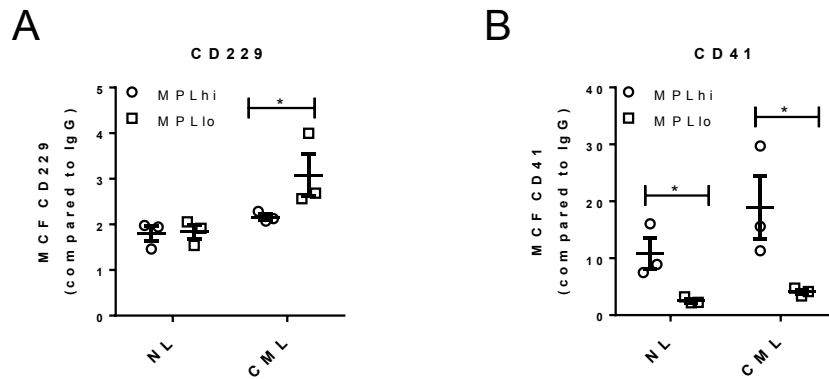 A
CD229
MCF CD229
(compared to IgG)
5
4
3
2
1
0
MPLhi
MPLlo
*
NL
CML
B
CD41
MCF CD41
(compared to IgG)
40
30
20
10
0
MPLhi
MPLlo
*
*
NL
CML